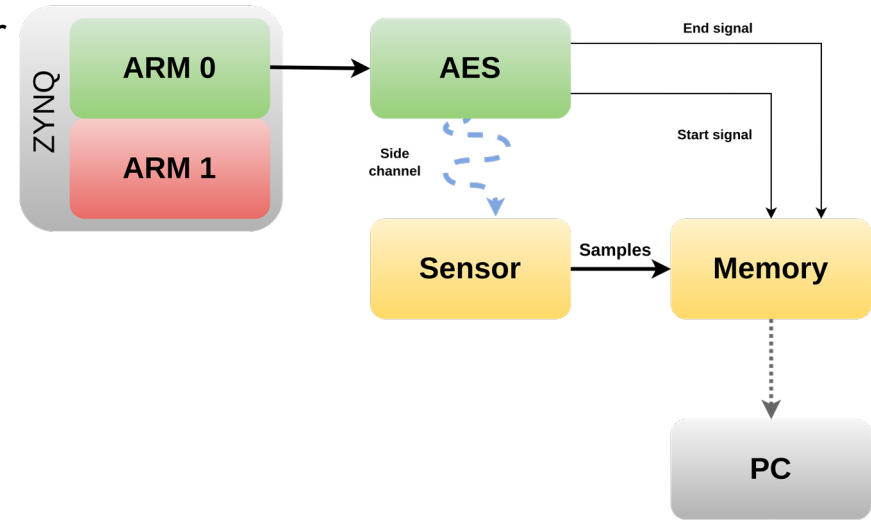 ZYNQ
ARM 0
ARM 1
AES
End signal
Start signal
Side
channel
Sensor
Samples
Memory
PC